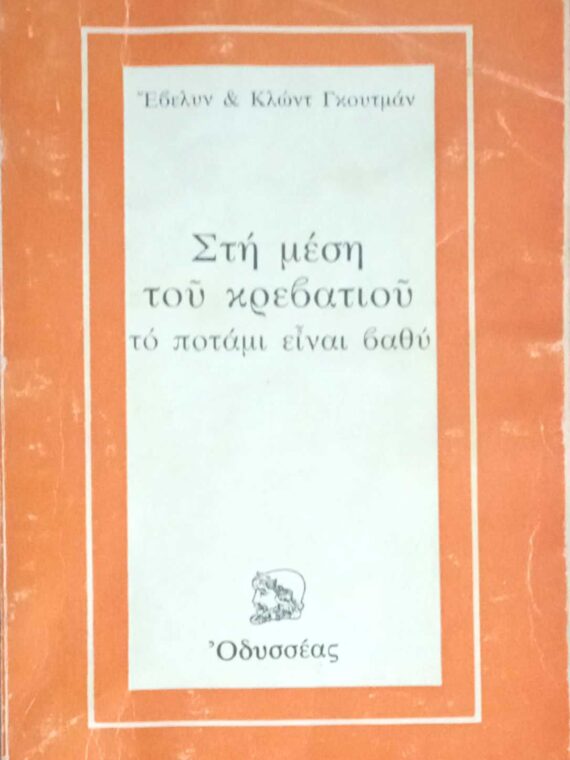 Ἔϐελυν & Κλώντ Γκουτμάν
Στή μέση
τοῦ κρεϐατιοῦ
τό ποτάμι εἶναι ϐαθύ
Ὀδυσσέας